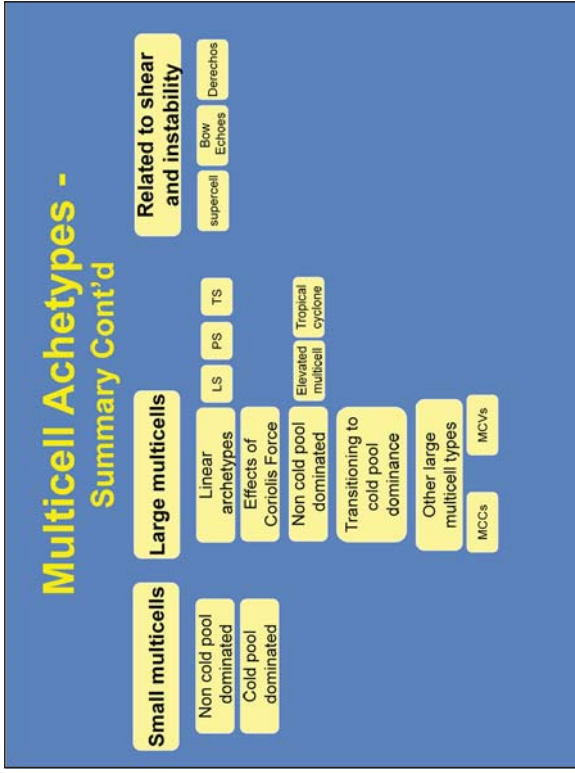 Multicell Achetypes -
Summary Cont'd
Small multicells
Non cold pool
dominated
Cold pool
dominated
Large multicells
Linear
archetypes
LS
PS
TS
Effects of
Coriolis Force
Non cold pool
dominated
Elevated
multicell
Tropical
cyclone
Transitioning to
cold pool
dominance
Other large
multicell types
MCCs
MCVs
Related to shear
and instability
supercell
Bow
Echoes
Derechos